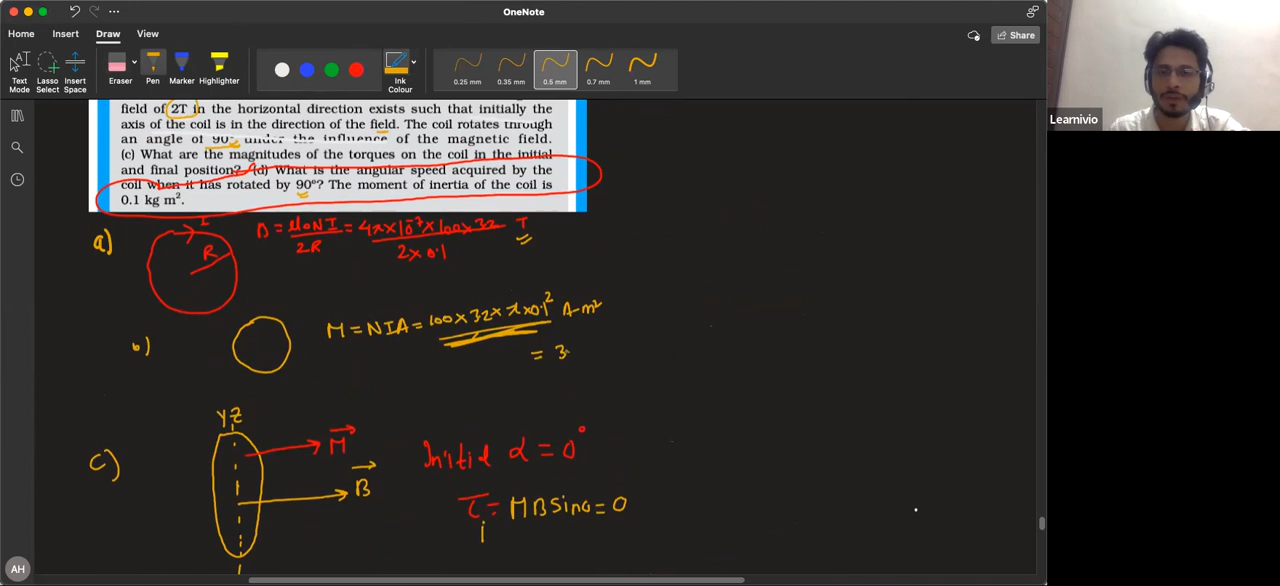 OneNote
Home Insert Draw View
Share
Text Mode
Lasso Select
Insert Space
Eraser
Pen
Marker
Highlighter
0.25 mm
0.35 mm
0.5 mm
0.7 mm
1 mm
Ink Colour
Learnivio
field of 2T in the horizontal direction exists such that initially the
axis of the coil is in the direction of the field. The coil rotates through
an angle of 90° under the influence of the magnetic field.
(c) What are the magnitudes of the torques on the coil in the initial
and final position? (d) What is the angular speed acquired by the
coil when it has rotated by 90°? The moment of inertia of the coil is
0.1 kg m².
a) I R B = μ₀NI/2R = 4π×10⁻⁷×100×32/2×0.1 T
b) M = NIA = 100×32×π×0.1² A-m²
= 3
YZ
c) M⃗ Initial α = 0°
B⃗
τi = MB sin0 = 0
AH